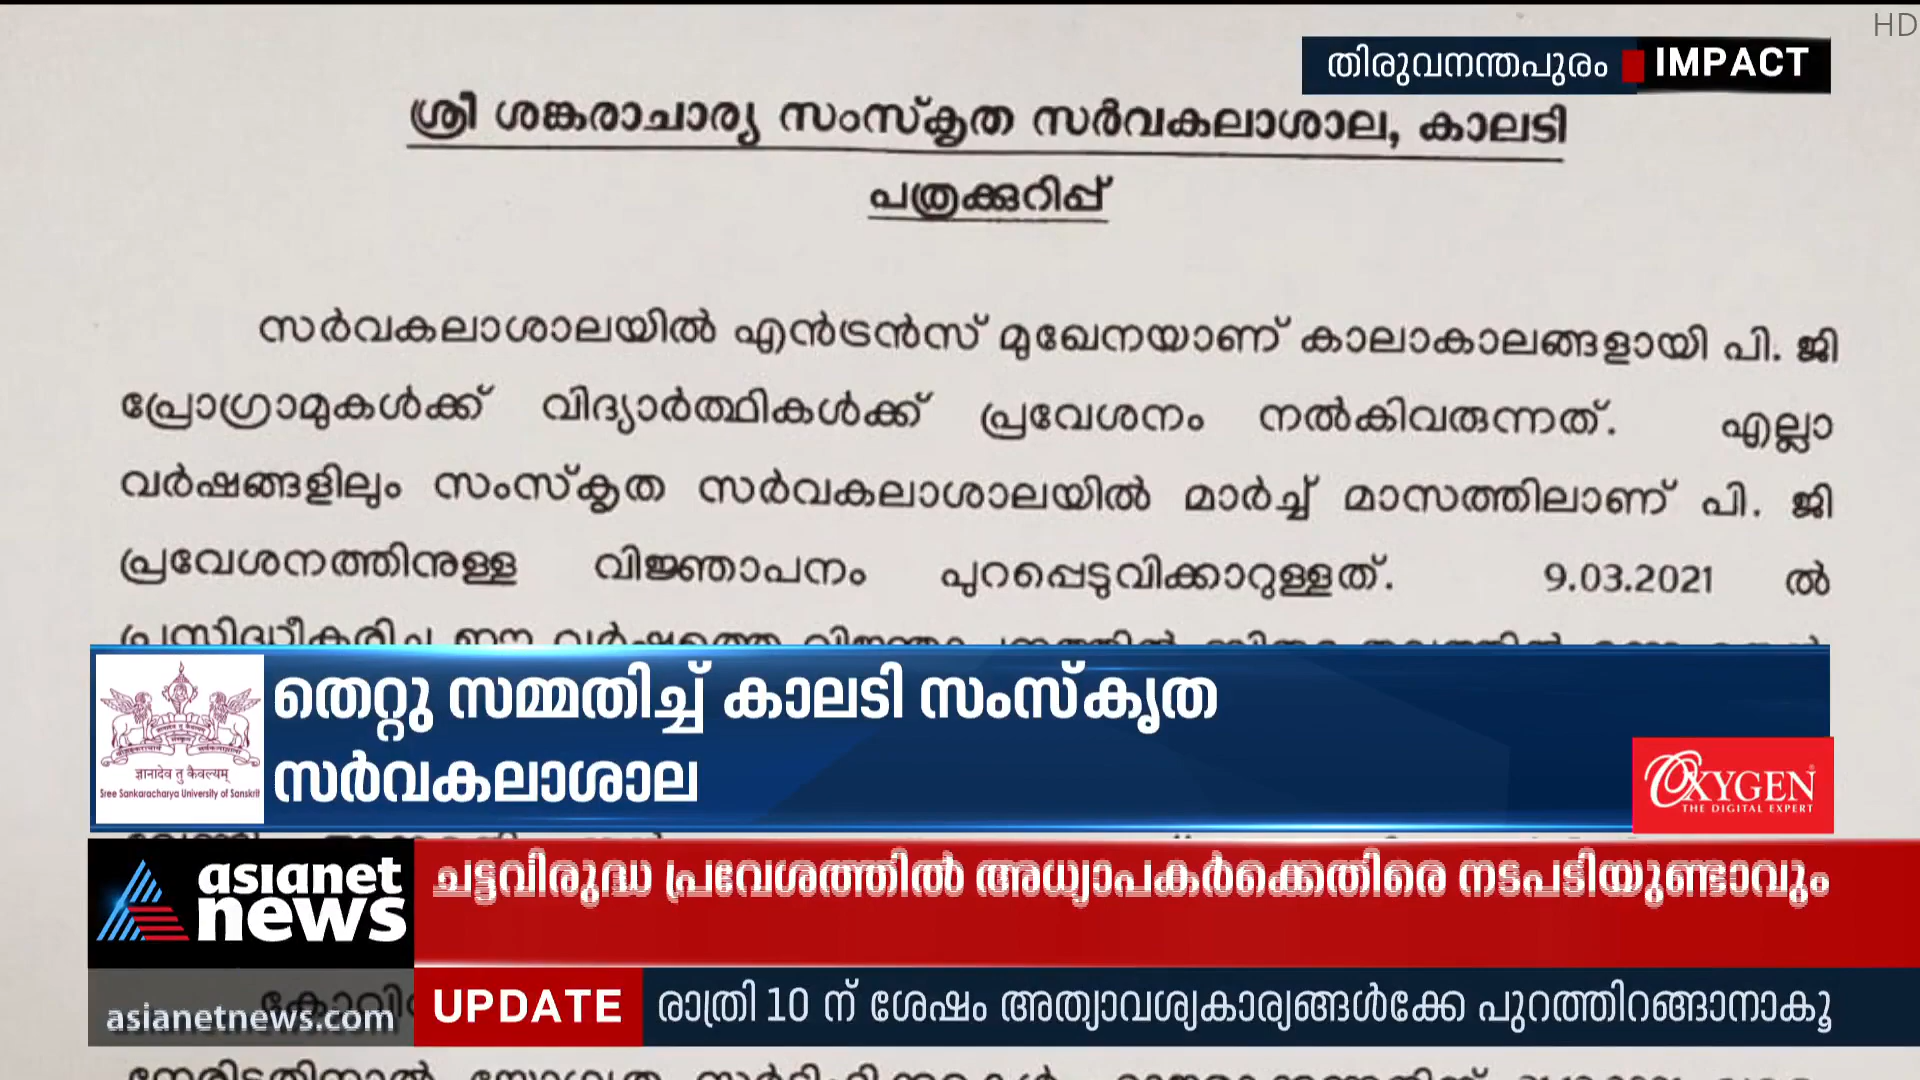 HD
തിരുവനന്തപുരം IMPACT
ശ്രീ ശങ്കരാചാര്യ സംസ്കൃത സർവകലാശാല, കാലടി
പത്രക്കുറിപ്പ്
സർവകലാശാലയിൽ എൻട്രൻസ് മുഖേനയാണ് കാലാകാലങ്ങളായി പി. ജി
പ്രോഗ്രാമുകൾക്ക് വിദ്യാർത്ഥികൾക്ക് പ്രവേശനം നൽകിവരുന്നത്. എല്ലാ
വർഷങ്ങളിലും സംസ്കൃത സർവകലാശാലയിൽ മാർച്ച് മാസത്തിലാണ് പി. ജി
പ്രവേശനത്തിനുള്ള വിജ്ഞാപനം പുറപ്പെടുവിക്കാറുള്ളത്. 9.03.2021 ൽ
പ്രസിദ്ധീകരിച്ച ഈ വർഷത്തെ
ज्ञानादेव तु कैवल्यम्
Sree Sankaracharya University of Sanskrit
തെറ്റു സമ്മതിച്ച് കാലടി സംസ്കൃത
സർവകലാശാല
OXYGEN
THE DIGITAL EXPERT
asianet
news
ചട്ടവിരുദ്ധ പ്രവേശത്തിൽ അധ്യാപകർക്കെതിരെ നടപടിയുണ്ടാവും
asianetnews.com
UPDATE രാത്രി 10 ന് ശേഷം അത്യാവശ്യകാര്യങ്ങൾക്കേ പുറത്തിറങ്ങാനാകൂ